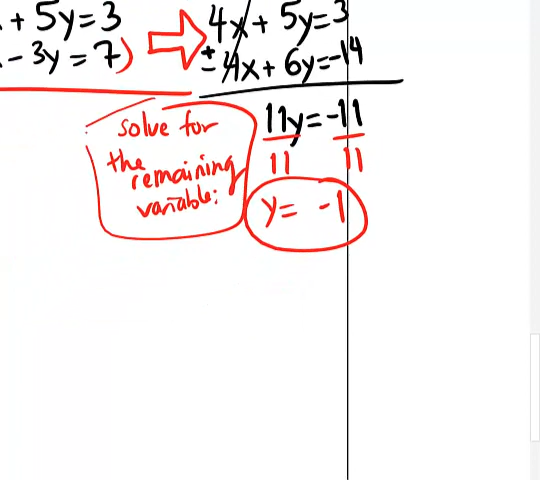 + 5y = 3
- 3y = 7)
4x + 5y = 3
+ -4x + 6y = -14
11y = -11
11 11
y = -1
solve for
the
remaining
variable: